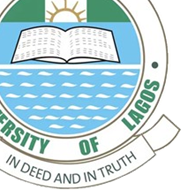 ERSITY OF LAGOS
IN DEED AND IN TRUTH